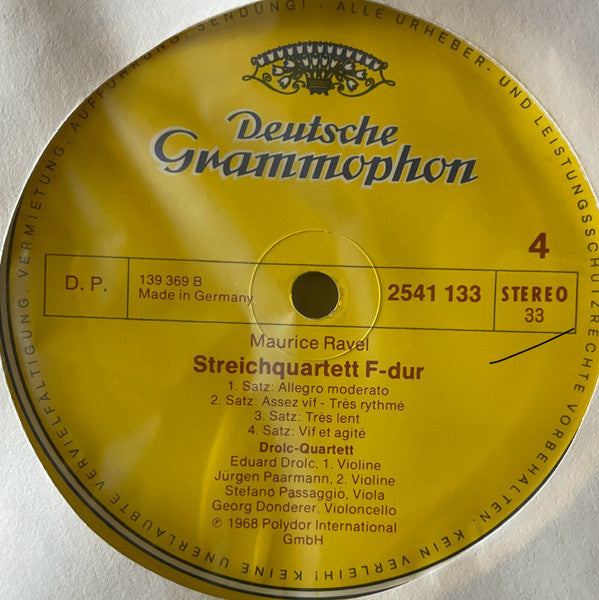 VERVIELFÄLTIGUNG, VERMIETUNG, AUFFÜHRUNG, SENDUNG! · ALLE URHEBER- UND LEISTUNGSSCHUTZRECHTE VORBEHALTEN. KEIN VERLEIH! KEINE UNERLAUBTE
Deutsche
Grammophon
4
D. P.
139 369 B
Made in Germany
2541 133
STEREO
33
Maurice Ravel
Streichquartett F-dur
1. Satz: Allegro moderato
2. Satz: Assez vif - Très rythmé
3. Satz: Très lent
4. Satz: Vif et agité
Drolc-Quartett
Eduard Drolc, 1. Violine
Jürgen Paarmann, 2. Violine
Stefano Passaggio, Viola
Georg Donderer, Violoncello
Ⓟ 1968 Polydor International
GmbH